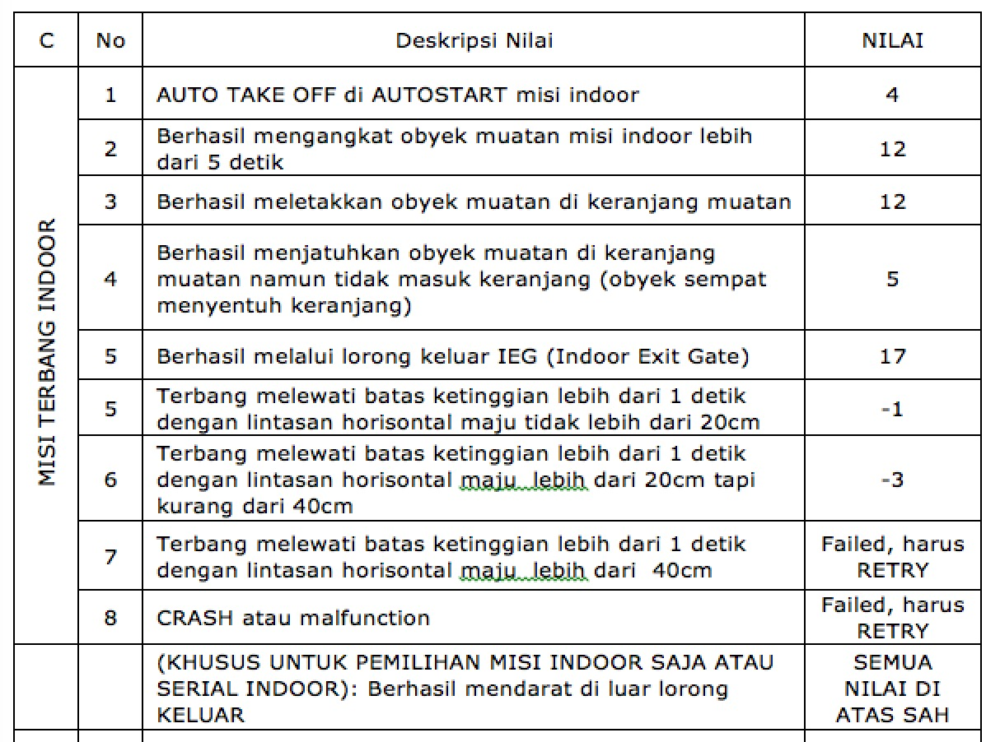 C No Deskripsi Nilai NILAI
MISI TERBANG INDOOR
1 AUTO TAKE OFF di AUTOSTART misi indoor 4
2 Berhasil mengangkat obyek muatan misi indoor lebih
dari 5 detik 12
3 Berhasil meletakkan obyek muatan di keranjang muatan 12
4 Berhasil menjatuhkan obyek muatan di keranjang
muatan namun tidak masuk keranjang (obyek sempat
menyentuh keranjang) 5
5 Berhasil melalui lorong keluar IEG (Indoor Exit Gate) 17
5 Terbang melewati batas ketinggian lebih dari 1 detik
dengan lintasan horisontal maju tidak lebih dari 20cm -1
6 Terbang melewati batas ketinggian lebih dari 1 detik
dengan lintasan horisontal maju  lebih dari 20cm tapi
kurang dari 40cm -3
7 Terbang melewati batas ketinggian lebih dari 1 detik
dengan lintasan horisontal maju  lebih dari  40cm
Failed, harus
RETRY
8 CRASH atau malfunction
Failed, harus
RETRY
(KHUSUS UNTUK PEMILIHAN MISI INDOOR SAJA ATAU
SERIAL INDOOR): Berhasil mendarat di luar lorong
KELUAR
SEMUA
NILAI DI
ATAS SAH